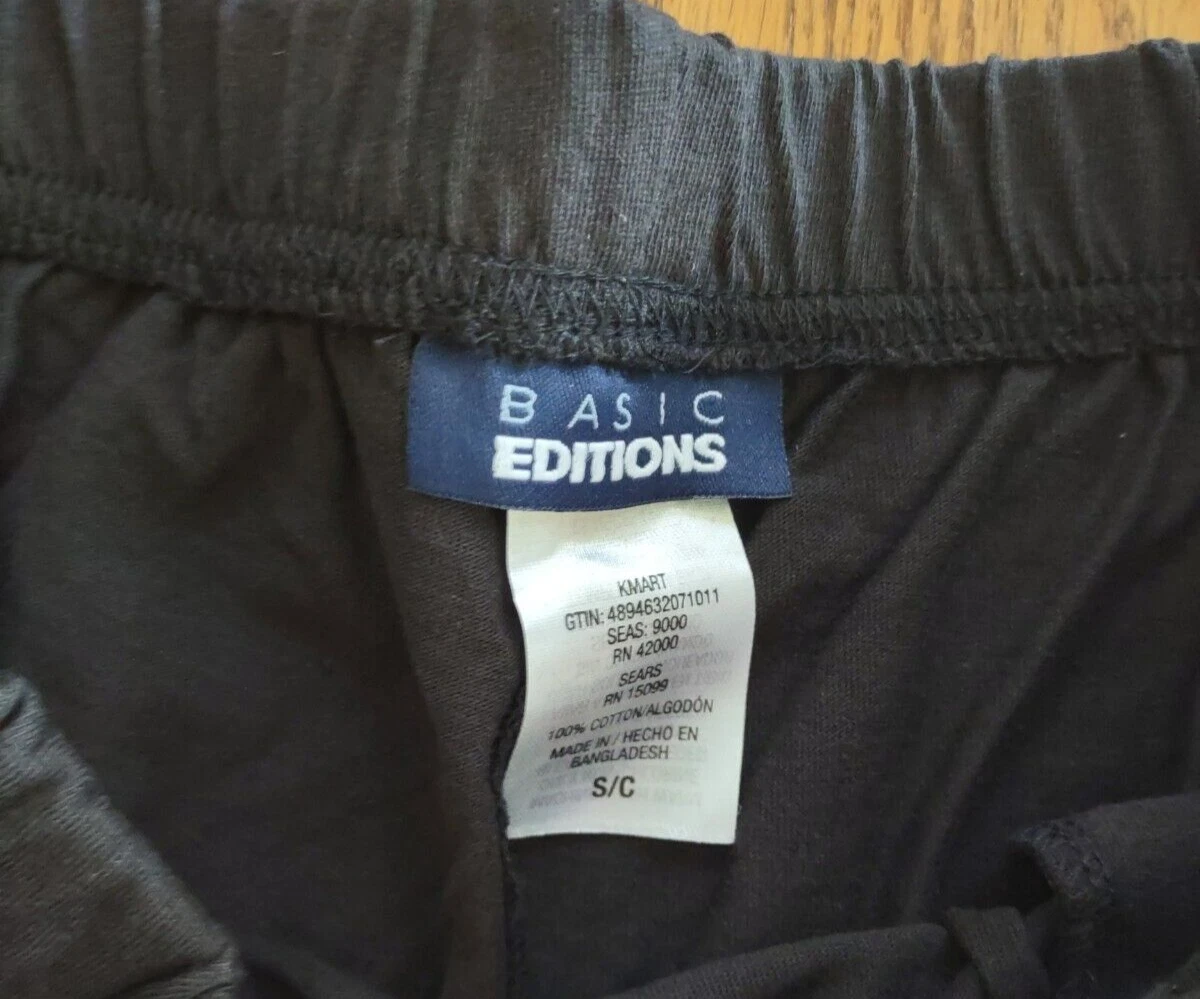 BASIC
EDITIONS
KMART
GTIN: 4894632071011
SEAS: 9000
RN 42000
SEARS
RN 15099
100% COTTON/ALGODÓN
MADE IN / HECHO EN
BANGLADESH
S/C